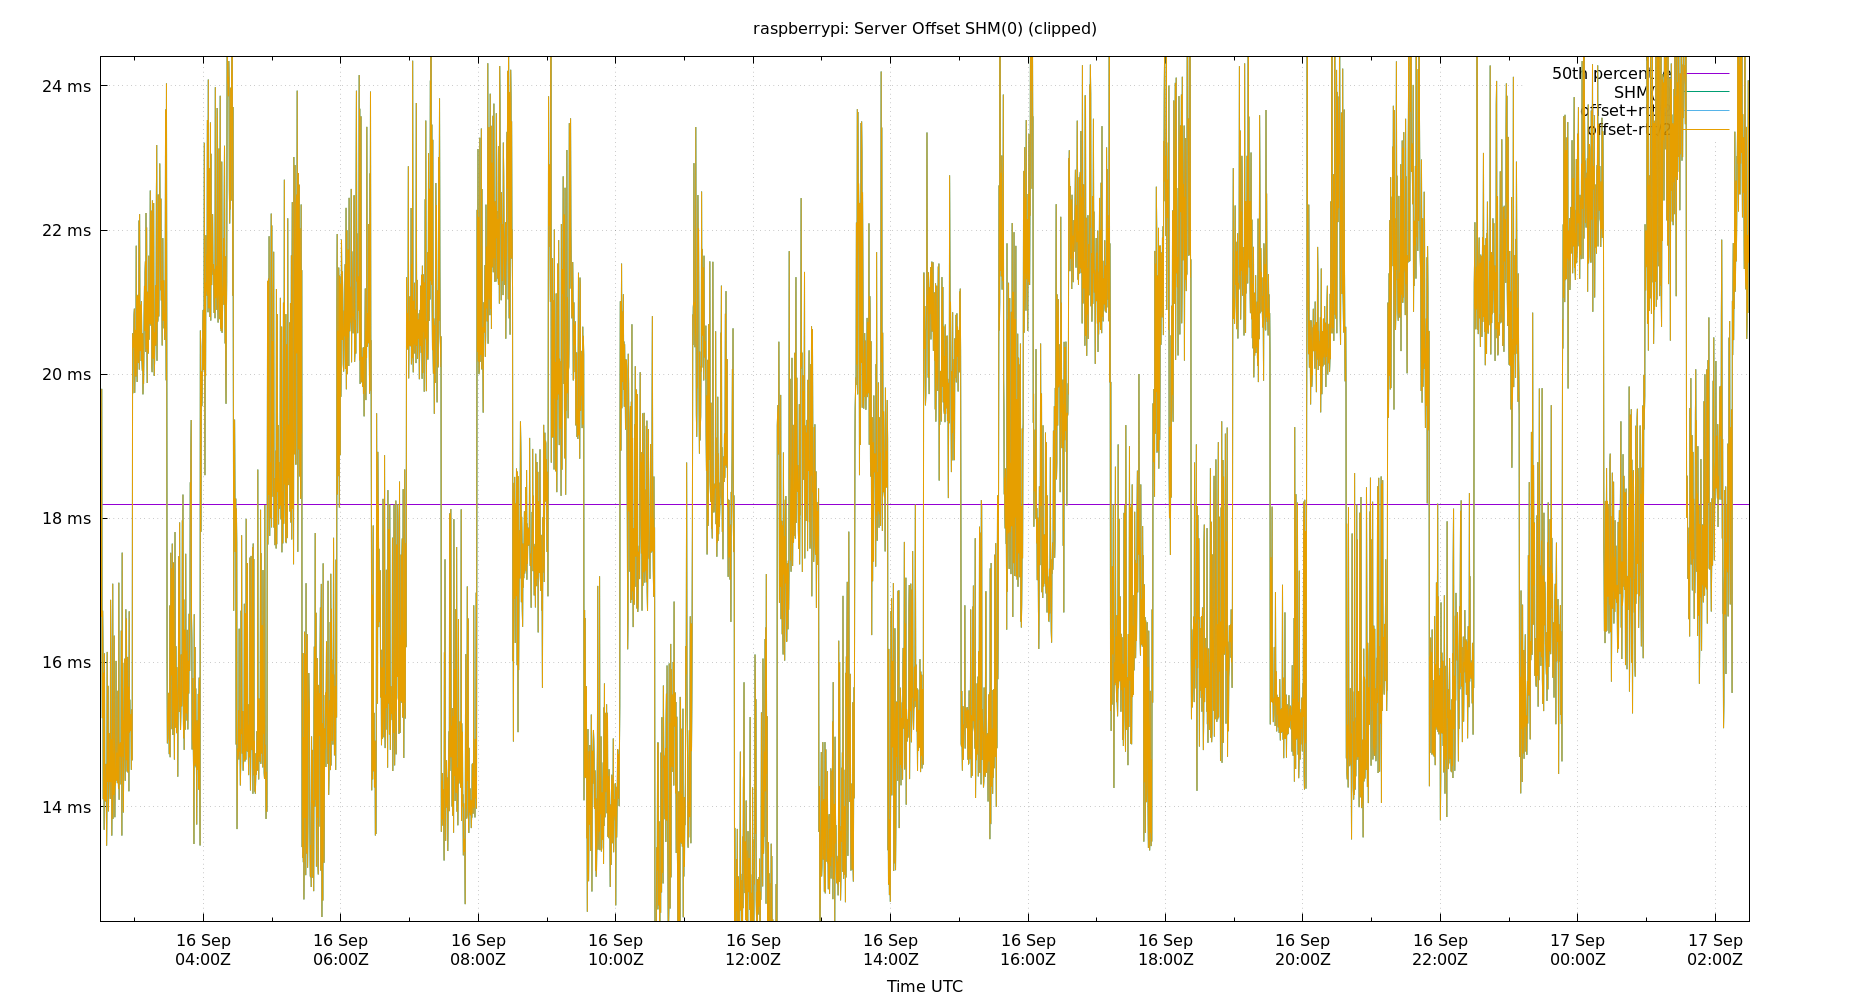 raspberrypi: Server Offset SHM(0) (clipped)
24 ms
22 ms
20 ms
18 ms
16 ms
14 ms
50th
16 Sep 16 Sep 16 Sep 16 Sep 16 Sep 16 Sep 16 Sep 16 Sep 16 Sep 16 Sep 17 Sep 17 Sep
04:00Z 06:00Z 08:00Z 10:00Z 12:00Z 14:00Z 16:00Z 18:00Z 20:00Z 22:00Z 00:00Z 02:00Z
Time UTC